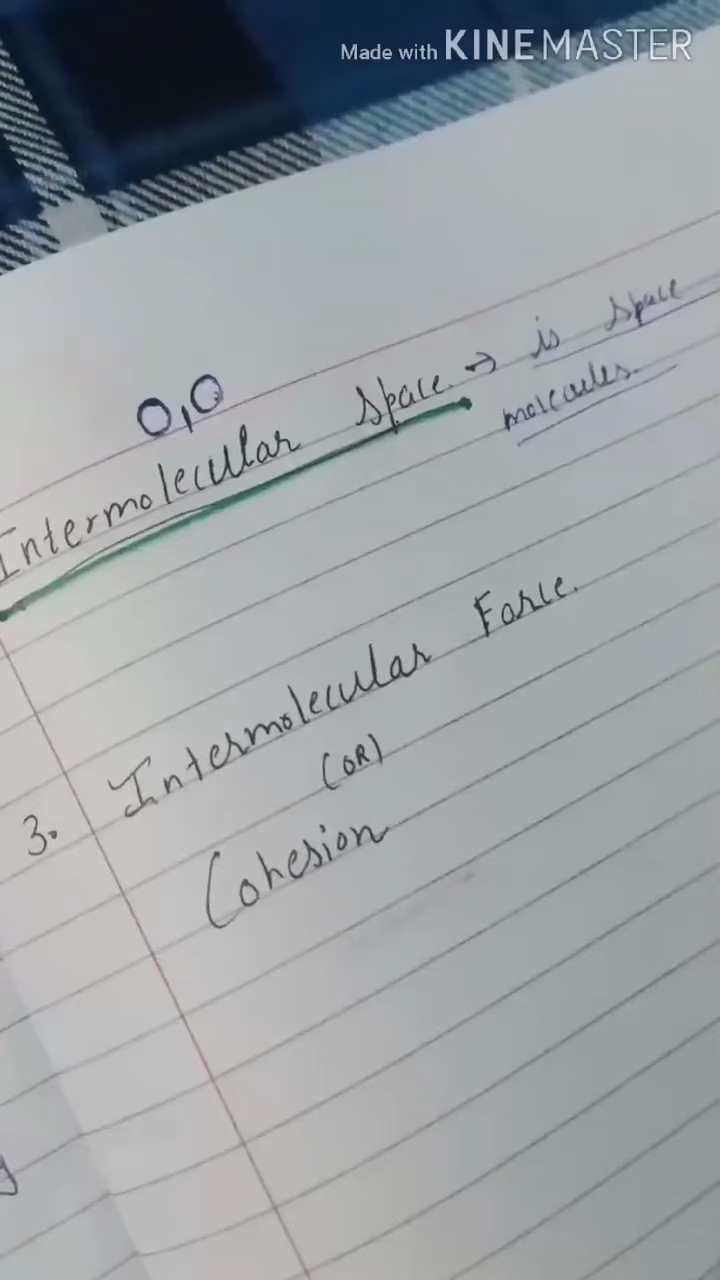 Made with KINEMASTER
Intermolecular Space → is space
molecules.
3. Intermolecular Force.
(OR)
Cohesion